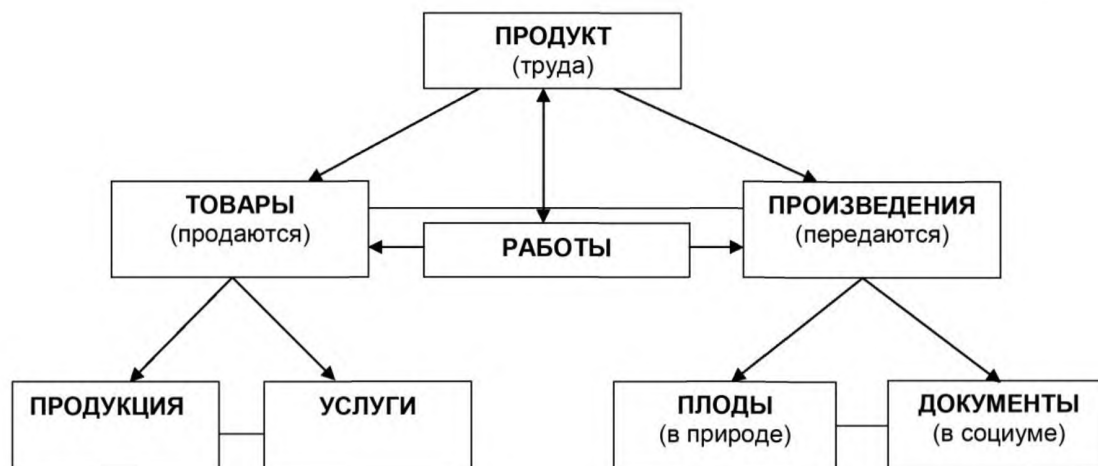 ПРОДУКТ
(труда)
ТОВАРЫ
(продаются)
РАБОТЫ
ПРОИЗВЕДЕНИЯ
(передаются)
ПРОДУКЦИЯ
УСЛУГИ
ПЛОДЫ
(в природе)
ДОКУМЕНТЫ
(в социуме)